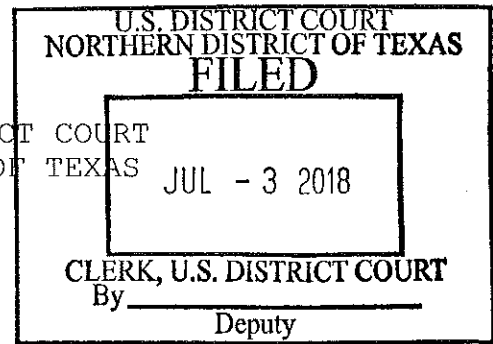 U.S. DISTRICT COURT
NORTHERN DISTRICT OF TEXAS
FILED
CT COURT
OF TEXAS
JUL - 3 2018
CLERK, U.S. DISTRICT COURT
By
Deputy